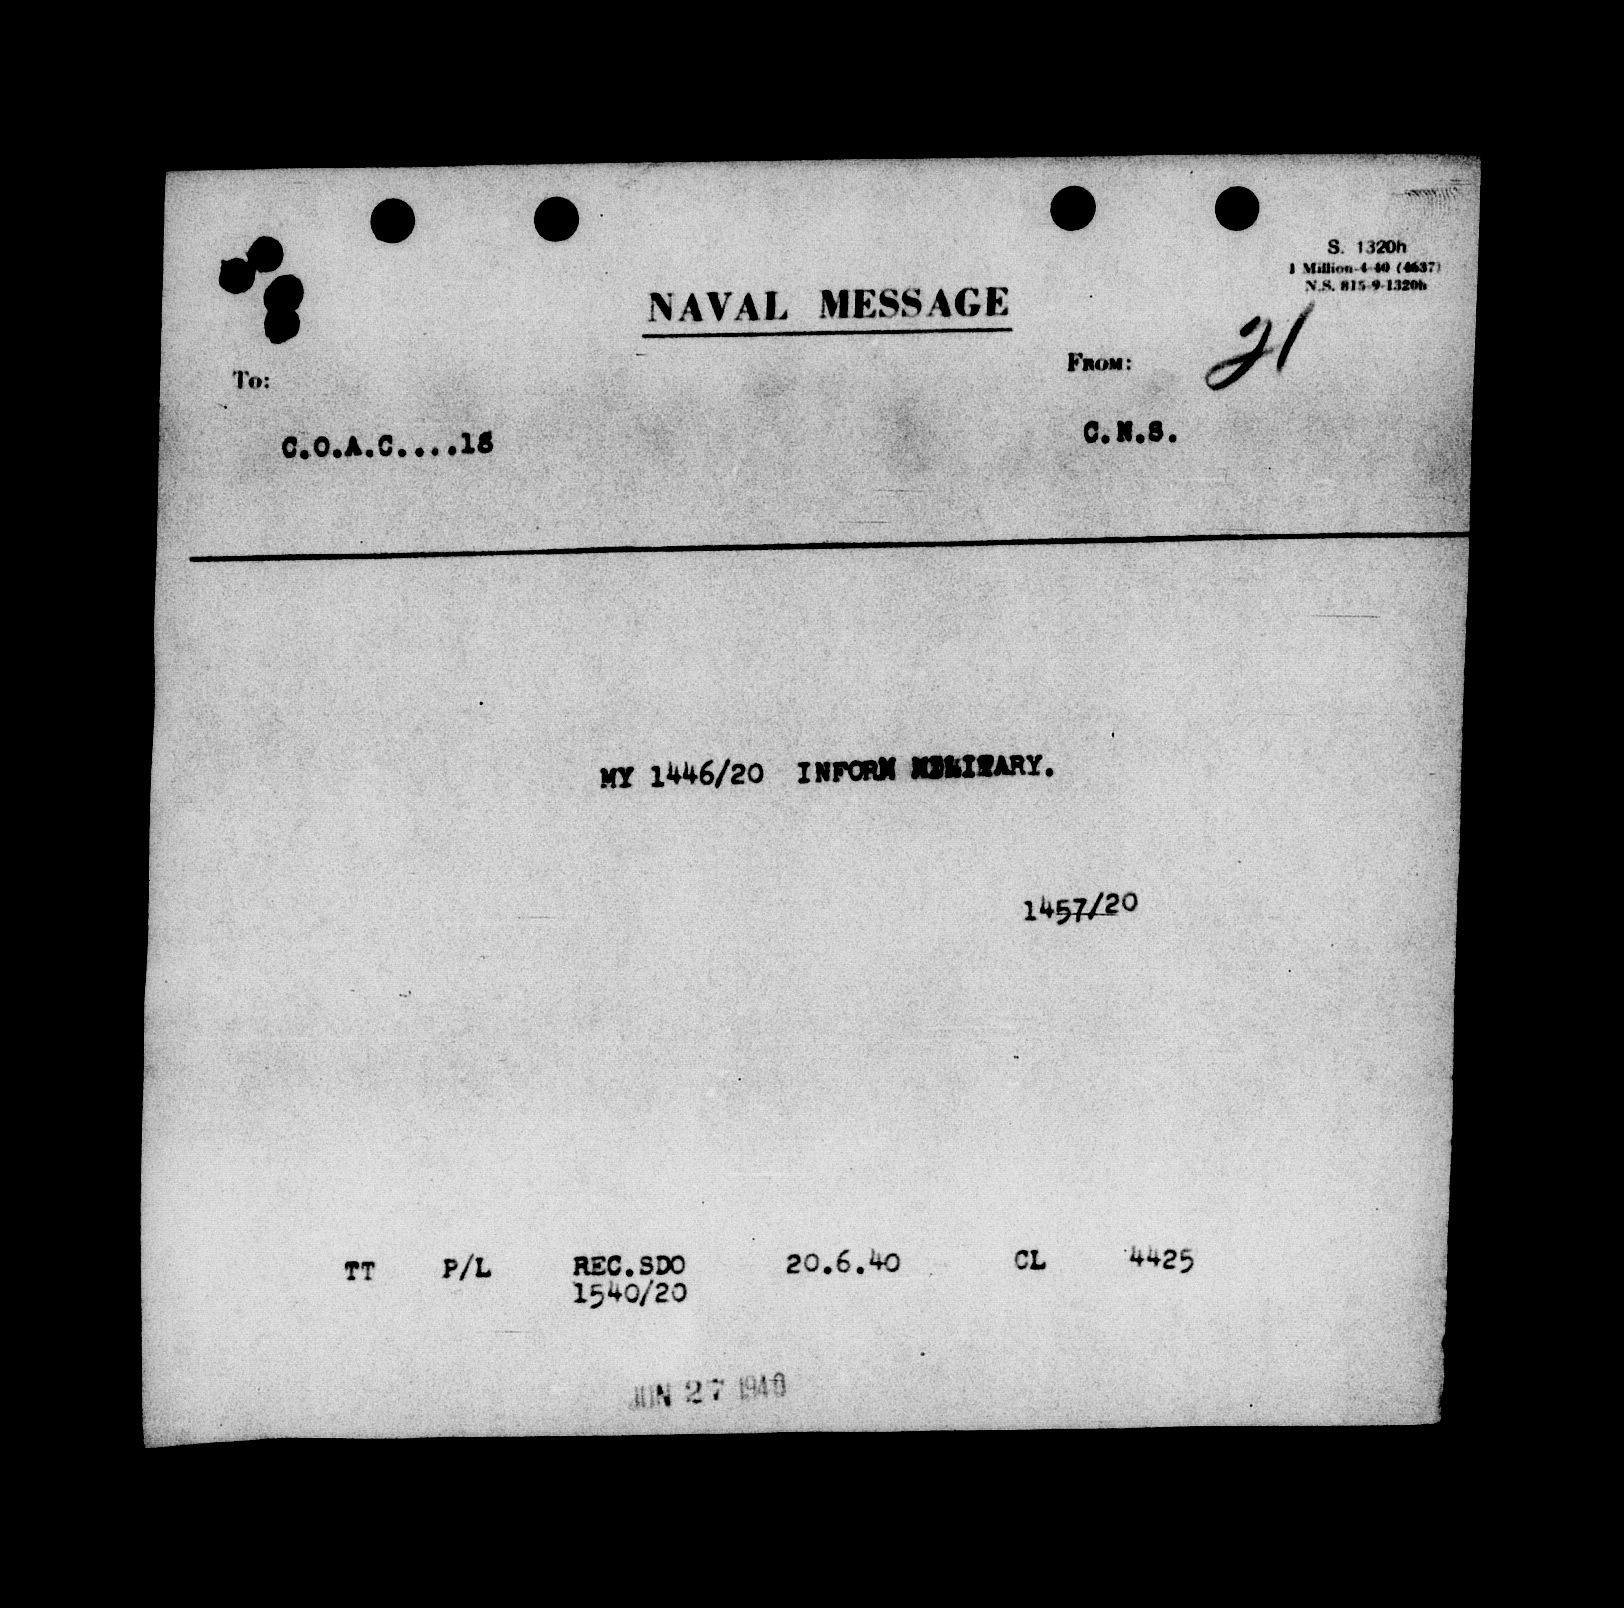 S. 1320h
1 Million-4-40 (4637)
N.S. 815-9-1320h
NAVAL MESSAGE
21
To:
From:
C.O.A.C....18
C.N.S.
MY 1446/20 INFORM MILITARY.
1457/20
TT P/L REC.SDO 20.6.40 CL 4425
1540/20
JUN 27 1940